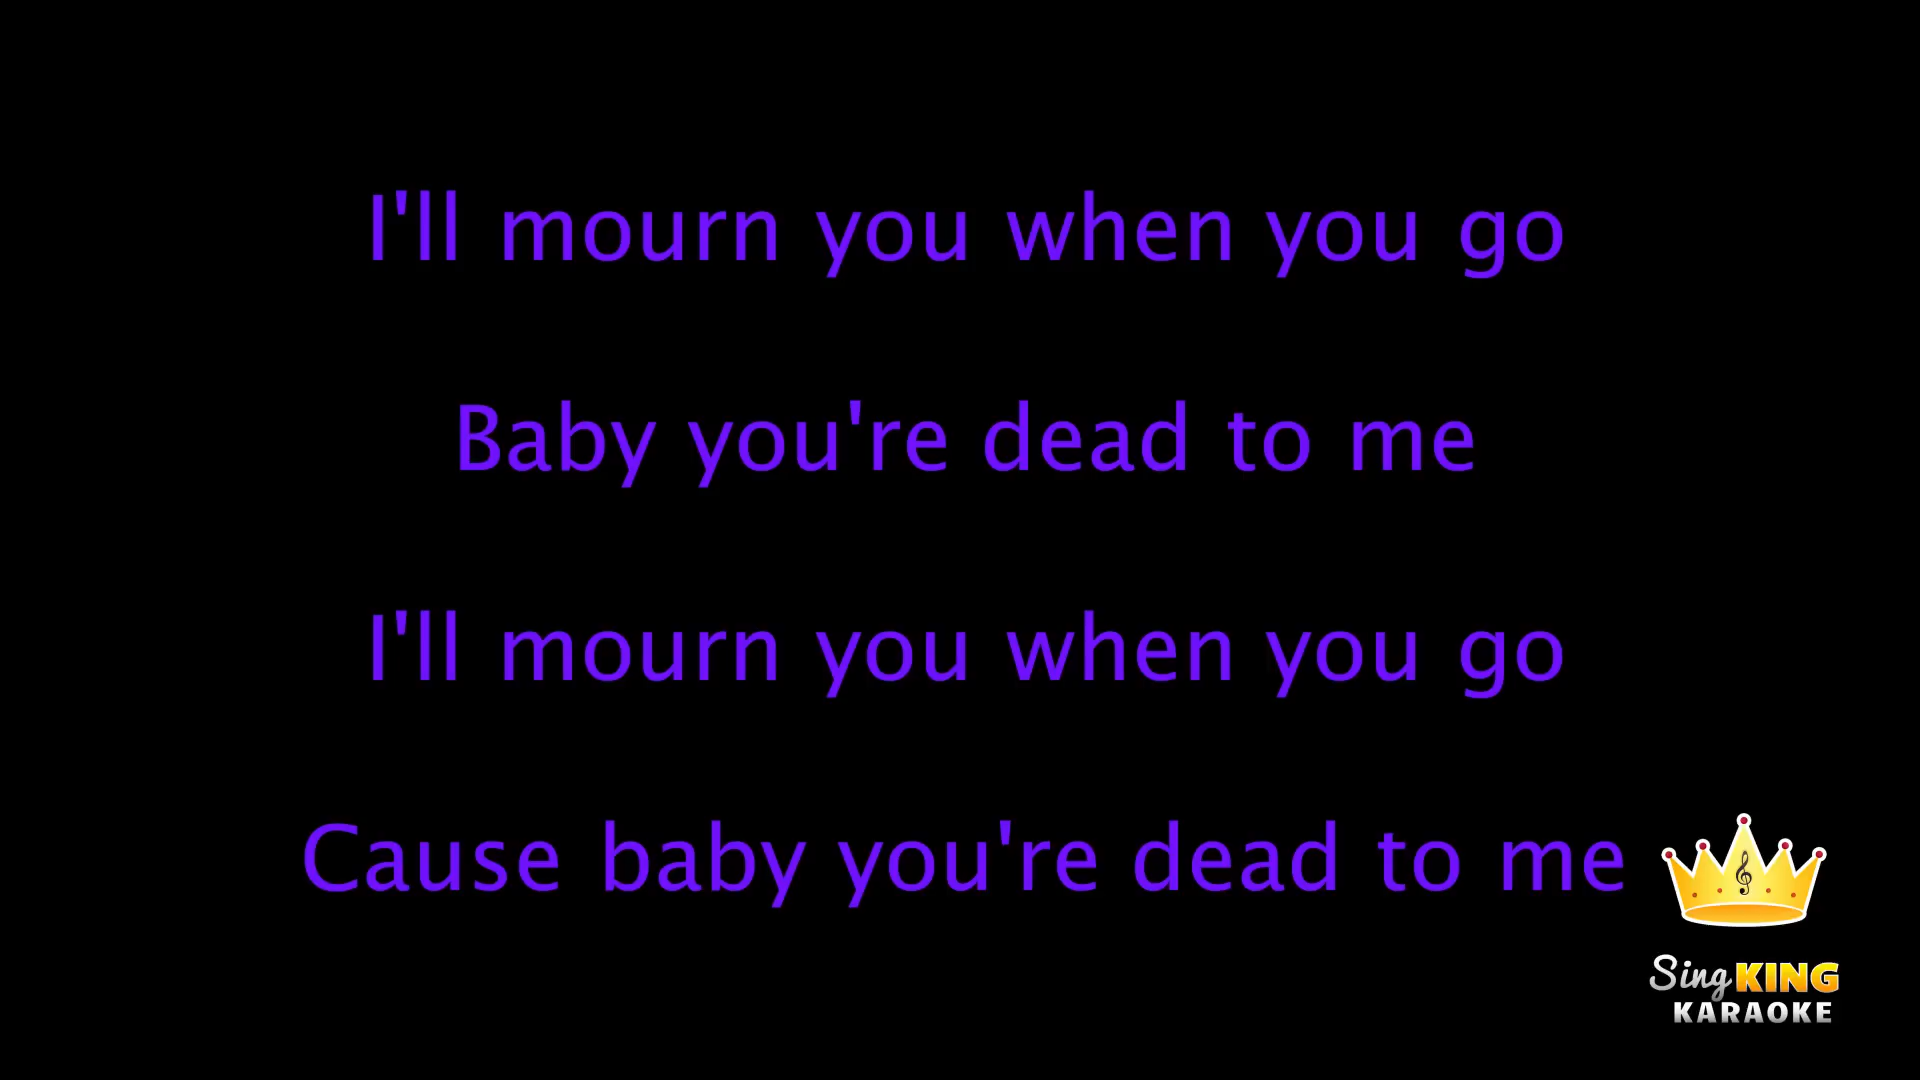 I'll mourn you when you go
Baby you're dead to me
I'll mourn you when you go
Cause baby you're dead to me
Sing KING
KARAOKE